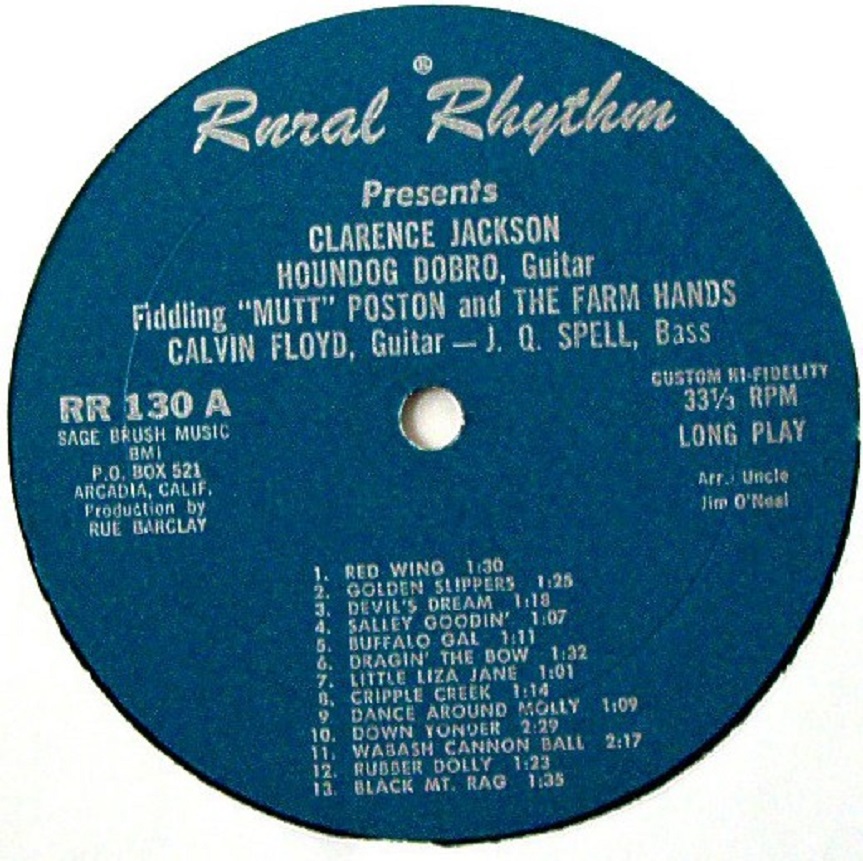 ®
Rural Rhythm
Presents
CLARENCE JACKSON
HOUNDOG DOBRO, Guitar
Fiddling "MUTT" POSTON and THE FARM HANDS
CALVIN FLOYD, Guitar — J. Q. SPELL, Bass
RR 130 A
SAGE BRUSH MUSIC
BMI
P.O. BOX 521
ARCADIA, CALIF.
Production by
RUE BARCLAY
CUSTOM HI-FIDELITY
33⅓ RPM
LONG PLAY
Arr.: Uncle
Jim O'Neal
1. RED WING 1:30
2. GOLDEN SLIPPERS 1:25
3. DEVIL'S DREAM 1:18
4. SALLEY GOODIN' 1:07
5. BUFFALO GAL 1:11
6. DRAGIN' THE BOW 1:32
7. LITTLE LIZA JANE 1:01
8. CRIPPLE CREEK 1:14
9 DANCE AROUND MOLLY 1:09
10. DOWN YONDER 2:29
11. WABASH CANNON BALL 2:17
12. RUBBER DOLLY 1:23
13. BLACK MT. RAG 1:35